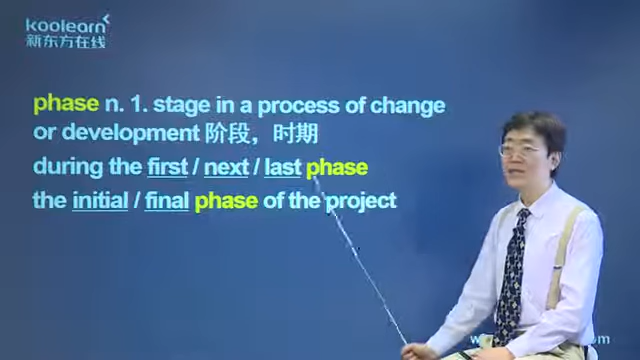 koolearn
新东方在线
phase n. 1. stage in a process of change
or development 阶段，时期
during the first / next / last phase
the initial / final phase of the project